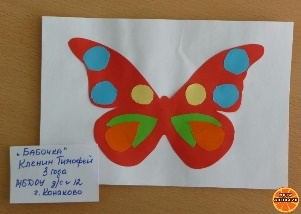 „БАБОЧКА"
Кленин Тимофей
3 года
МБДОУ д/с № 12
г. Конаково